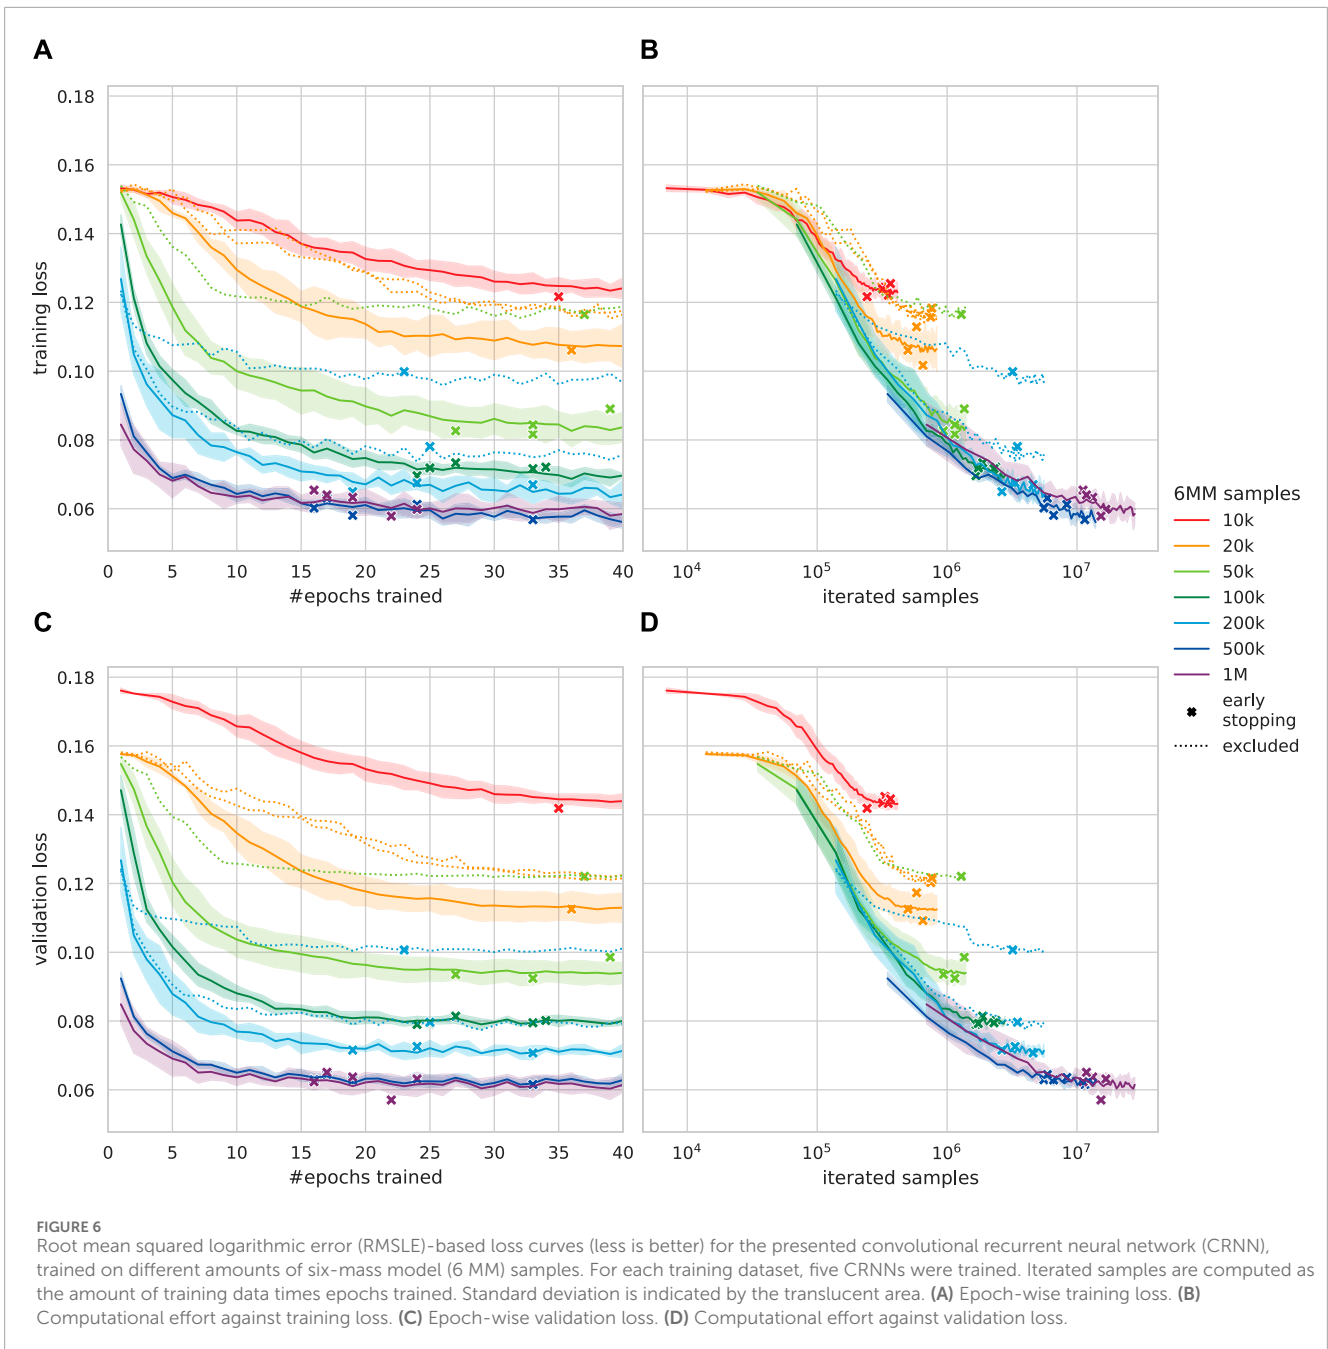 A
B
0.18
0.16
0.14
0.12
0.10
0.08
0.06
training loss
0 5 10 15 20 25 30 35 40
#epochs trained
10⁴ 10⁵ 10⁶ 10⁷
iterated samples
6MM samples
10k
20k
50k
100k
200k
500k
1M
early
stopping
excluded
C
D
0.18
0.16
0.14
0.12
0.10
0.08
0.06
validation loss
0 5 10 15 20 25 30 35 40
#epochs trained
10⁴ 10⁵ 10⁶ 10⁷
iterated samples
FIGURE 6
Root mean squared logarithmic error (RMSLE)-based loss curves (less is better) for the presented convolutional recurrent neural network (CRNN),
trained on different amounts of six-mass model (6 MM) samples. For each training dataset, five CRNNs were trained. Iterated samples are computed as
the amount of training data times epochs trained. Standard deviation is indicated by the translucent area. (A) Epoch-wise training loss. (B)
Computational effort against training loss. (C) Epoch-wise validation loss. (D) Computational effort against validation loss.